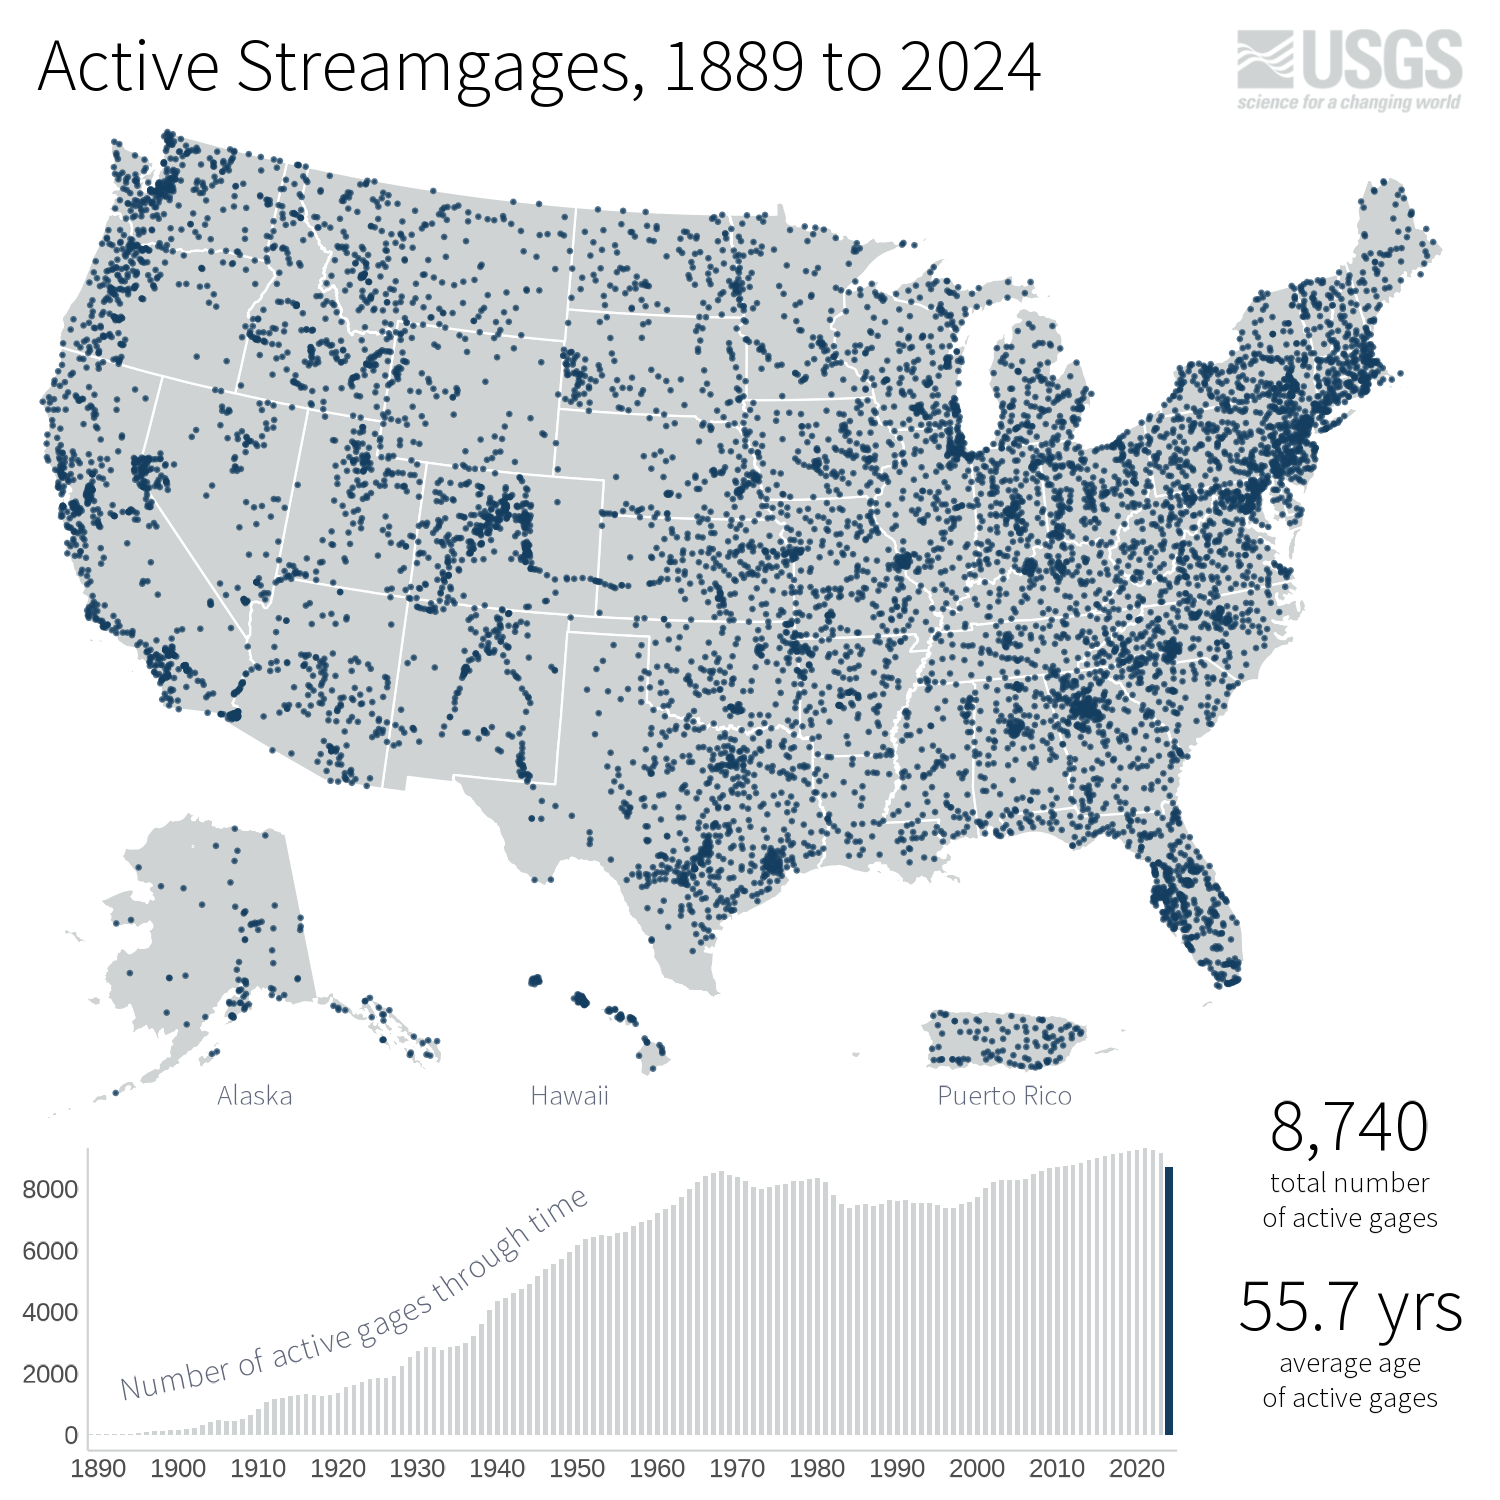 Active Streamgages, 1889 to 2024
USGS
science for a changing world
Alaska
Hawaii
Puerto Rico
8,740
total number
of active gages
55.7 yrs
average age
of active gages
Number of active gages through time
8000
6000
4000
2000
0
1890 1900 1910 1920 1930 1940 1950 1960 1970 1980 1990 2000 2010 2020